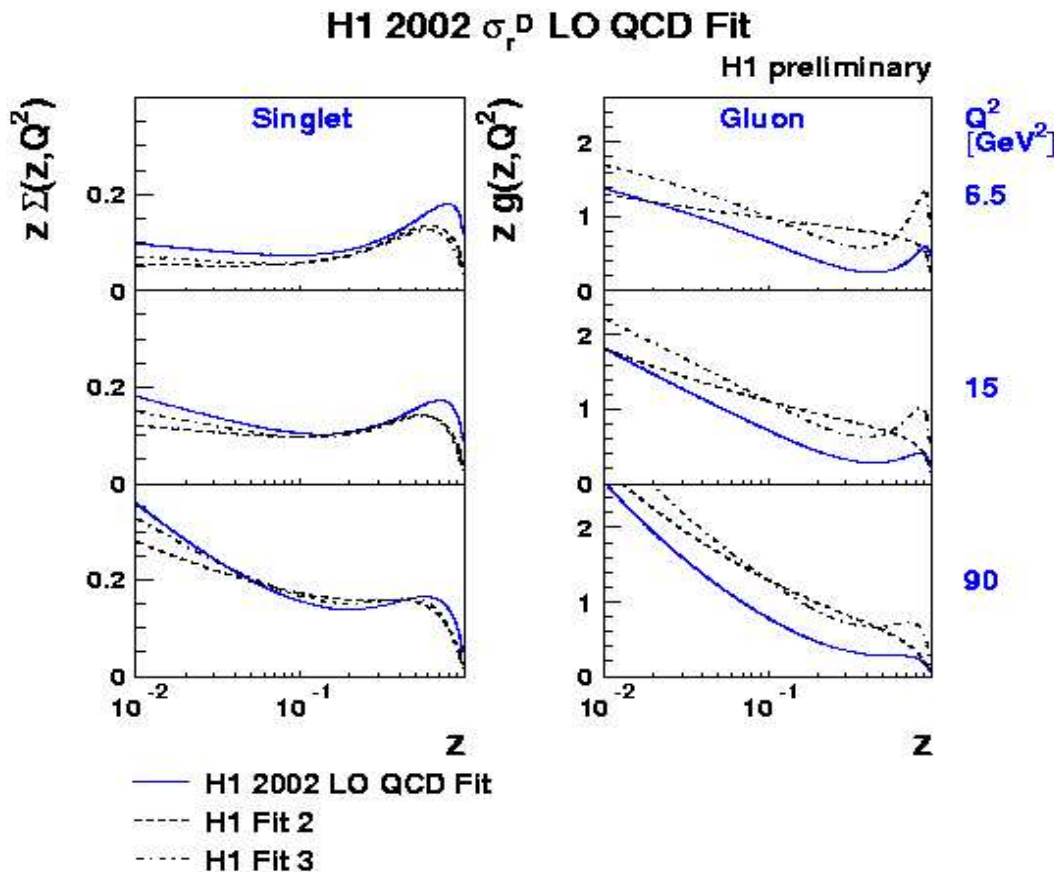 H1 2002 σ_r^D LO QCD Fit
H1 preliminary
z Σ(z,Q²)
Singlet
0.2
0
0.2
0
0.2
0
10⁻²
10⁻¹
z
z g(z,Q²)
Gluon
2
1
0
2
1
0
2
1
0
10⁻²
10⁻¹
z
Q²
[GeV²]
6.5
15
90
H1 2002 LO QCD Fit
H1 Fit 2
H1 Fit 3